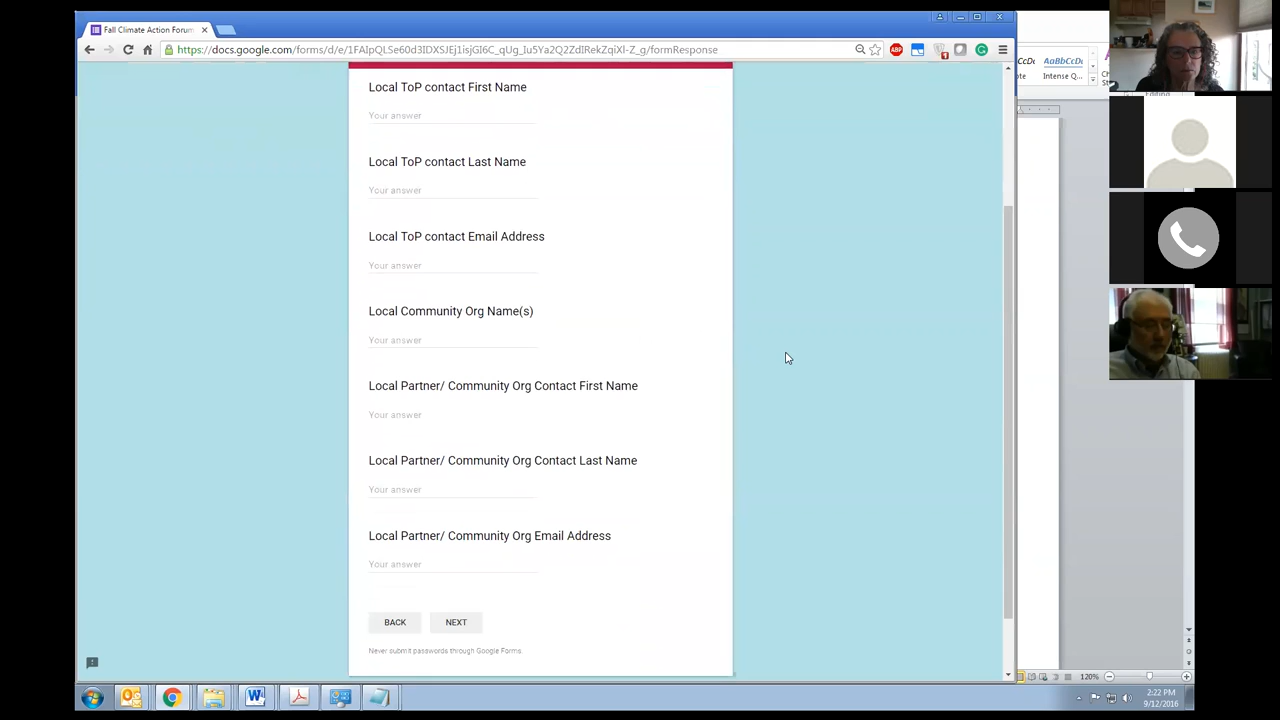 Fall Climate Action Forum
https://docs.google.com/forms/d/e/1FAIpQLSe60d3IDXSJEj1isjGI6C_qUg_Iu5Ya2Q2ZdIRekZqiXl-Z_g/formResponse
ABP
Local ToP contact First Name
Your answer
Local ToP contact Last Name
Your answer
Local ToP contact Email Address
Your answer
Local Community Org Name(s)
Your answer
Local Partner/ Community Org Contact First Name
Your answer
Local Partner/ Community Org Contact Last Name
Your answer
Local Partner/ Community Org Email Address
Your answer
BACK NEXT
Never submit passwords through Google Forms.
AaBbCcDc
Intense Q...
Editing
120%
2:22 PM
9/12/2016